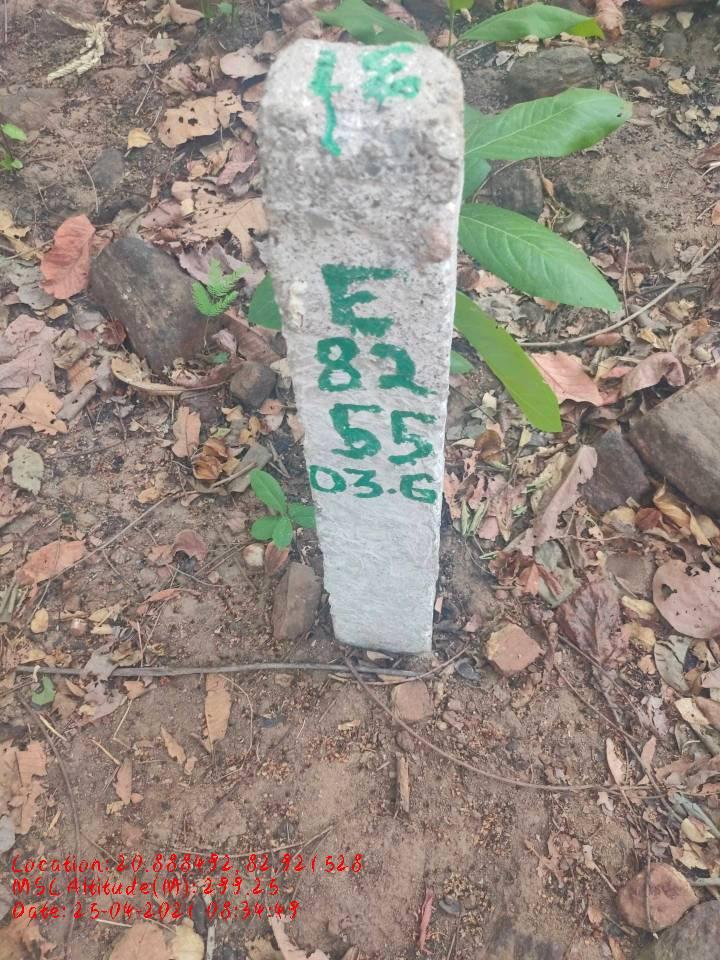 E
82
55
03.6
Location: 20.888492, 82.921528
MSL Altitude(M): 299.25
Date: 25-04-2021 08:34:49